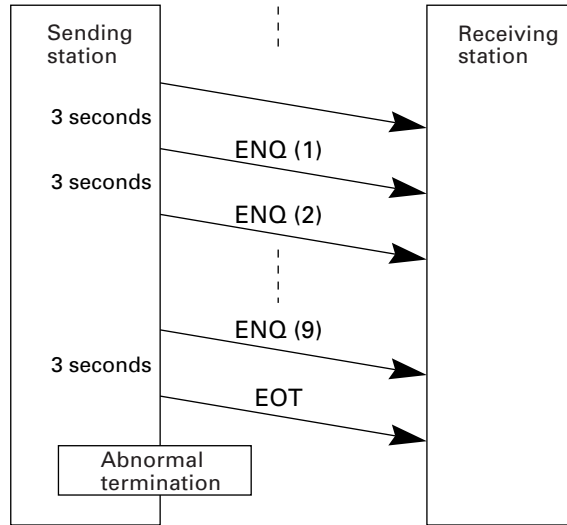 Sending
station
Receiving
station
3 seconds
ENQ (1)
3 seconds
ENQ (2)
ENQ (9)
3 seconds
EOT
Abnormal
termination